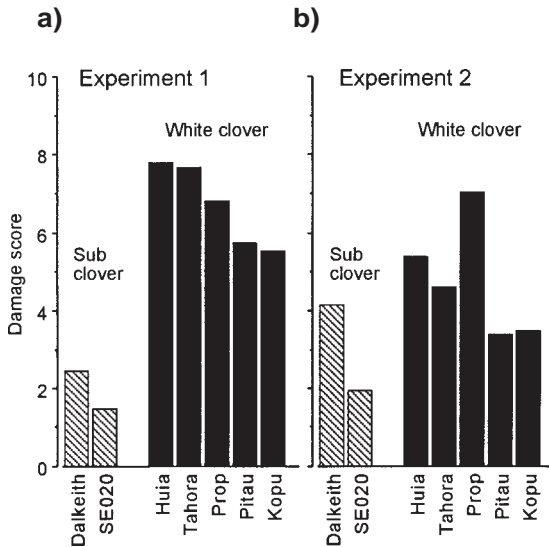 a)
b)
Experiment 1
Experiment 2
White clover
White clover
Sub
clover
Sub
clover
Damage score
10
8
6
4
2
0
Dalkeith
SE020
Huia
Tahora
Prop
Pitau
Kopu
Dalkeith
SE020
Huia
Tahora
Prop
Pitau
Kopu